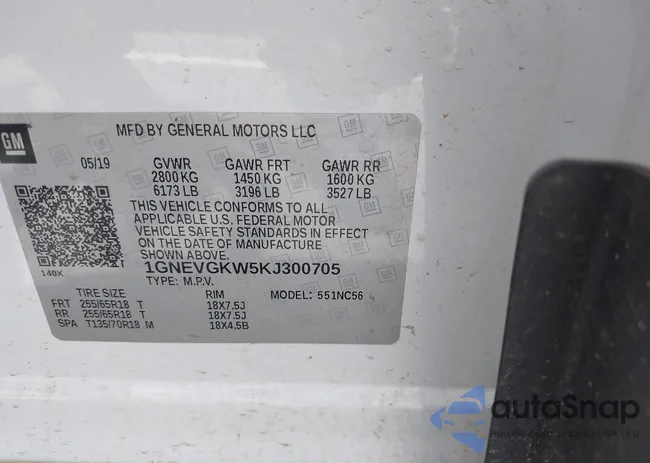 GM
MFD BY GENERAL MOTORS LLC
05/19 GVWR GAWR FRT GAWR RR
2800 KG 1450 KG 1600 KG
6173 LB 3196 LB 3527 LB
THIS VEHICLE CONFORMS TO ALL
APPLICABLE U.S. FEDERAL MOTOR
VEHICLE SAFETY STANDARDS IN EFFECT
ON THE DATE OF MANUFACTURE
SHOWN ABOVE.
140X
1GNEVGKW5KJ300705
TYPE: M.P.V.
TIRE SIZE RIM MODEL: 551NC56
FRT 255/65R18 T 18X7.5J
RR 255/65R18 T 18X7.5J
SPA T135/70R18 M 18X4.5B
autoSnap